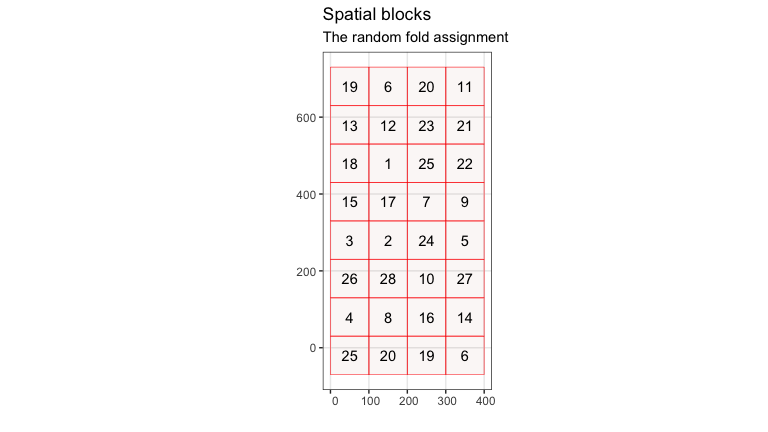 Spatial blocks
The random fold assignment
19 6 20 11
600
13 12 23 21
18 1 25 22
400
15 17 7 9
3 2 24 5
200
26 28 10 27
4 8 16 14
0
25 20 19 6
0 100 200 300 400